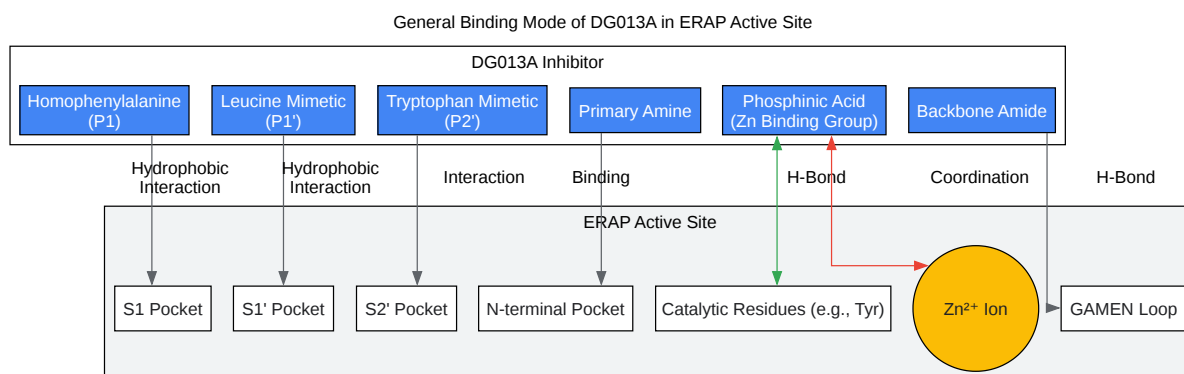 General Binding Mode of DG013A in ERAP Active Site
DG013A Inhibitor
Homophenylalanine
(P1)
Leucine Mimetic
(P1')
Tryptophan Mimetic
(P2')
Primary Amine
Phosphinic Acid
(Zn Binding Group)
Backbone Amide
Hydrophobic
Interaction
Hydrophobic
Interaction
Interaction
Binding
H-Bond
Coordination
H-Bond
ERAP Active Site
S1 Pocket
S1' Pocket
S2' Pocket
N-terminal Pocket
Catalytic Residues (e.g., Tyr)
Zn²⁺ Ion
GAMEN Loop